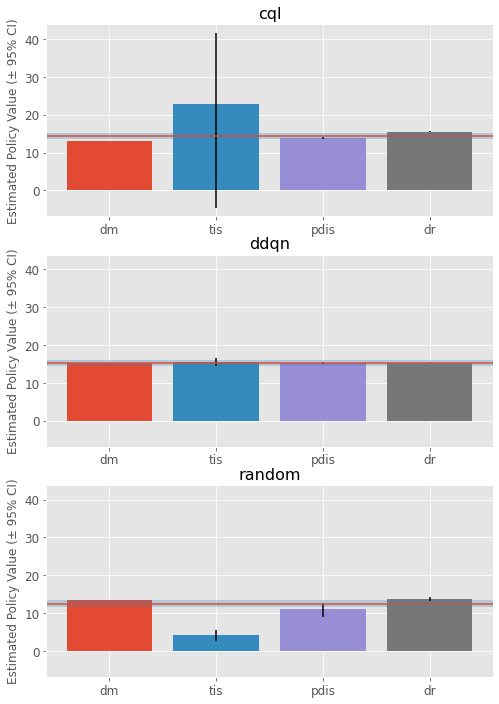 cql
Estimated Policy Value (± 95% CI)
40
30
20
10
0
dm tis pdis dr
ddqn
Estimated Policy Value (± 95% CI)
40
30
20
10
0
dm tis pdis dr
random
Estimated Policy Value (± 95% CI)
40
30
20
10
0
dm tis pdis dr